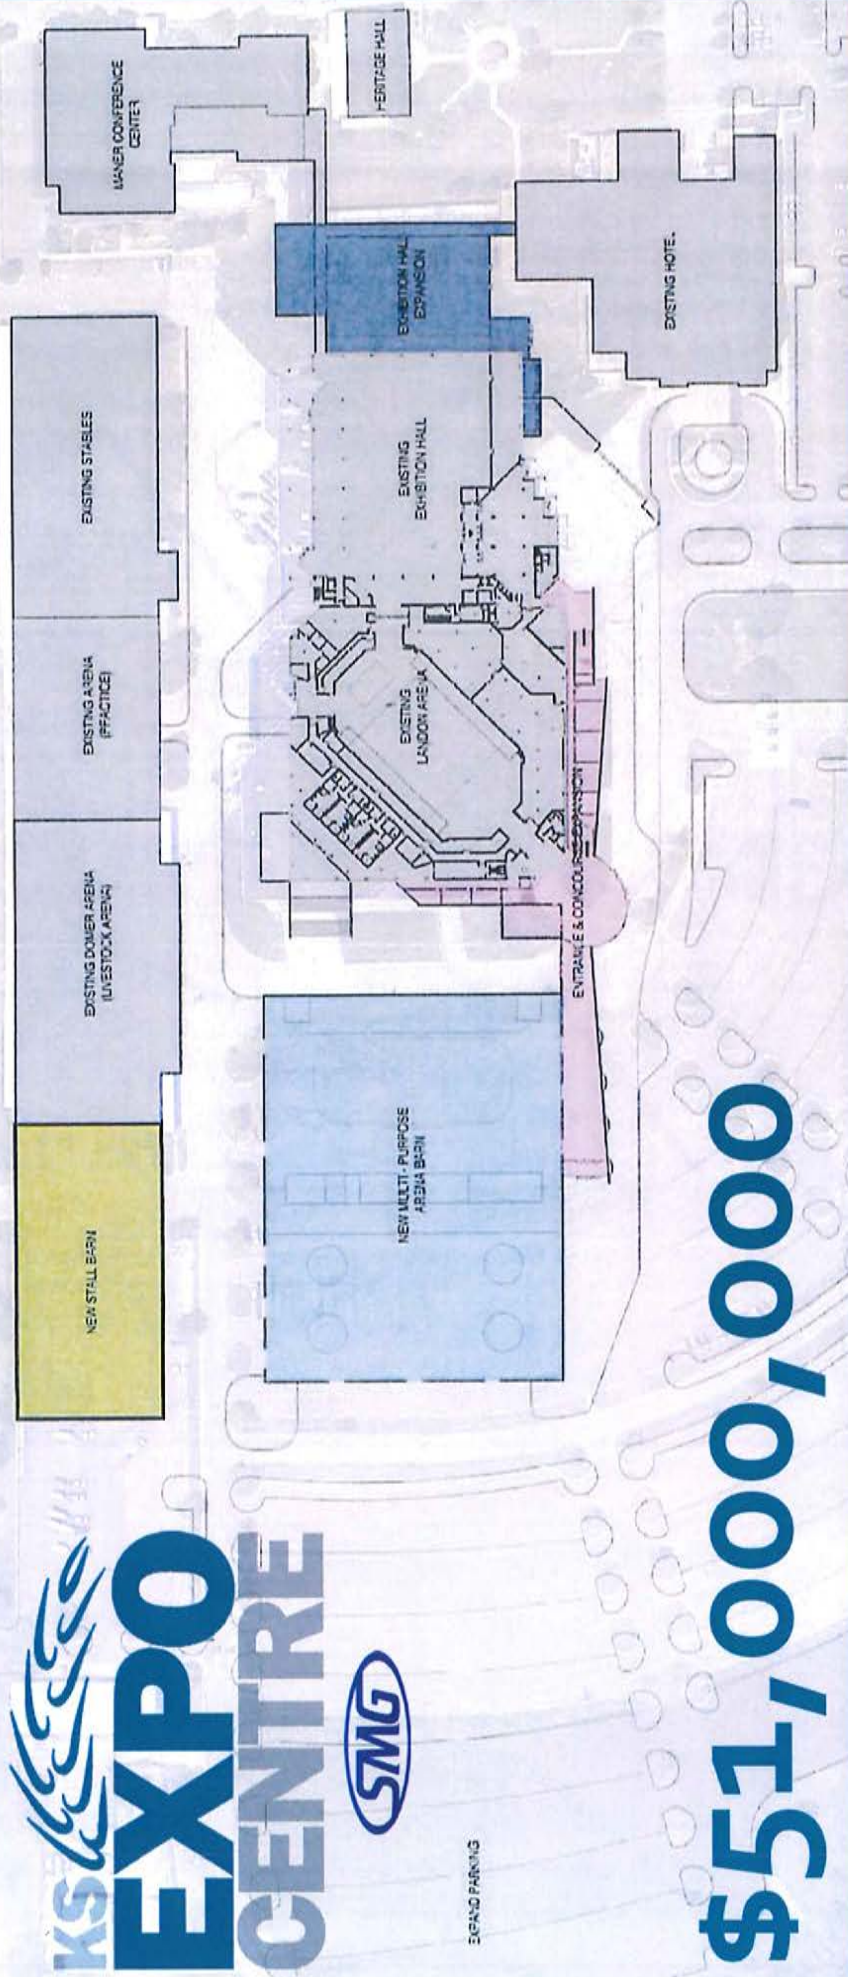 KS
EXPO
CENTRE
SMG
EXPAND PARKING
$51,000,000
NEW STALL BARN
EXISTING DOMER ARENA
(LIVESTOCK ARENA)
EXISTING ARENA
(PRACTICE)
EXISTING STABLES
MANER CONFERENCE
CENTER
HERITAGE HALL
NEW MULTI - PURPOSE
ARENA BARN
EXISTING
LANDON ARENA
EXISTING
EXHIBITION HALL
EXHIBITION HALL
EXPANSION
ENTRANCE & CONCOURSE EXPANSION
EXISTING HOTEL